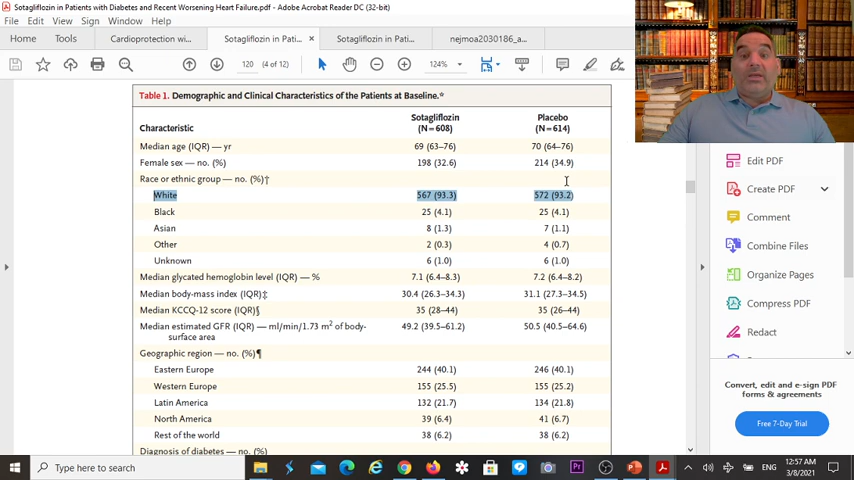 Sotagliflozin in Patients with Diabetes and Recent Worsening Heart Failure.pdf - Adobe Acrobat Reader DC (32-bit)
File Edit View Sign Window Help
Home Tools Cardioprotection wi... Sotagliflozin in Pati... × Sotagliflozin in Pati... nejmoa2030186_a...
120 (4 of 12) 124%
Table 1. Demographic and Clinical Characteristics of the Patients at Baseline.*
Characteristic Sotagliflozin (N=608) Placebo (N=614)
Median age (IQR) — yr 69 (63–76) 70 (64–76)
Female sex — no. (%) 198 (32.6) 214 (34.9)
Race or ethnic group — no. (%)†
White 567 (93.3) 572 (93.2)
Black 25 (4.1) 25 (4.1)
Asian 8 (1.3) 7 (1.1)
Other 2 (0.3) 4 (0.7)
Unknown 6 (1.0) 6 (1.0)
Median glycated hemoglobin level (IQR) — % 7.1 (6.4–8.3) 7.2 (6.4–8.2)
Median body-mass index (IQR)‡ 30.4 (26.3–34.3) 31.1 (27.3–34.5)
Median KCCQ-12 score (IQR)§ 35 (28–44) 35 (26–44)
Median estimated GFR (IQR) — ml/min/1.73 m² of body-surface area 49.2 (39.5–61.2) 50.5 (40.5–64.6)
Geographic region — no. (%)¶
Eastern Europe 244 (40.1) 246 (40.1)
Western Europe 155 (25.5) 155 (25.2)
Latin America 134 (21.7) 134 (21.8)
North America 39 (6.4) 41 (6.7)
Rest of the world 38 (6.2) 38 (6.2)
Diagnosis of diabetes — no. (%)
Edit PDF
Create PDF
Comment
Combine Files
Organize Pages
Compress PDF
Redact
Convert, edit and e-sign PDF
forms & agreements
Free 7-Day Trial
Type here to search
ENG
12:57 AM
3/8/2021